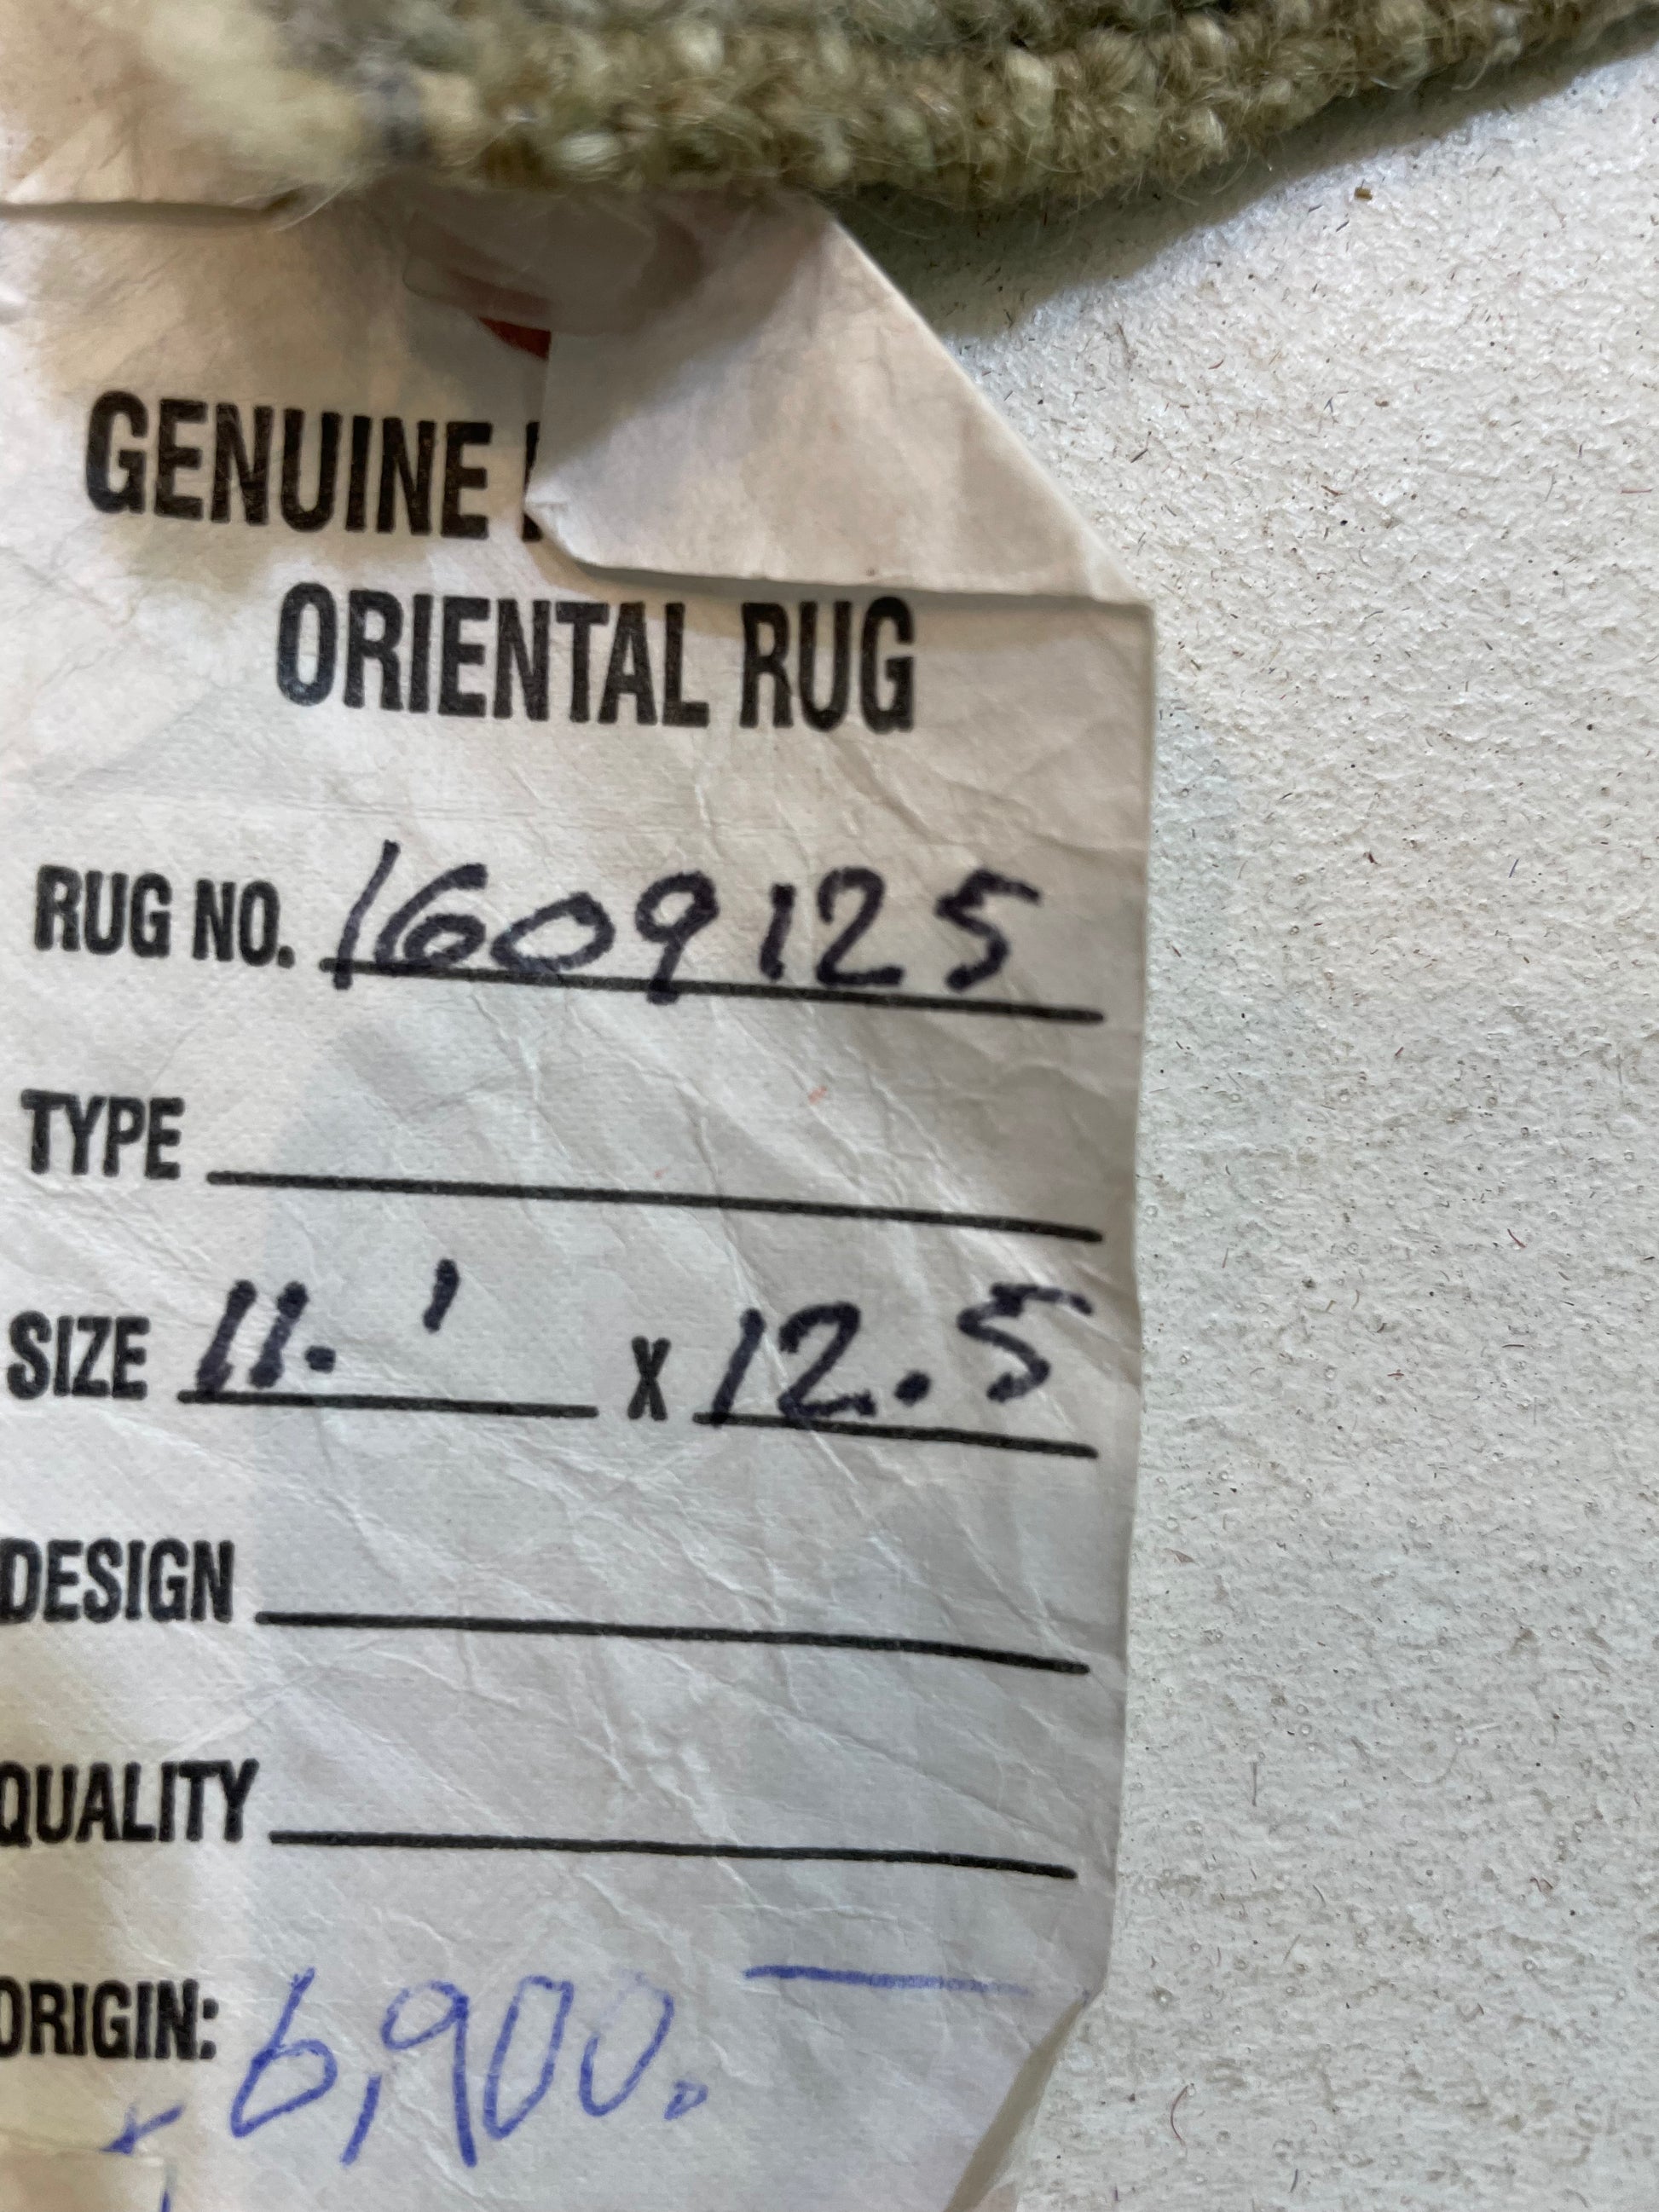 GENUINE
ORIENTAL RUG
RUG NO. 1609125
TYPE
SIZE 11.' X 12.5
DESIGN
QUALITY
ORIGIN: 6,900.